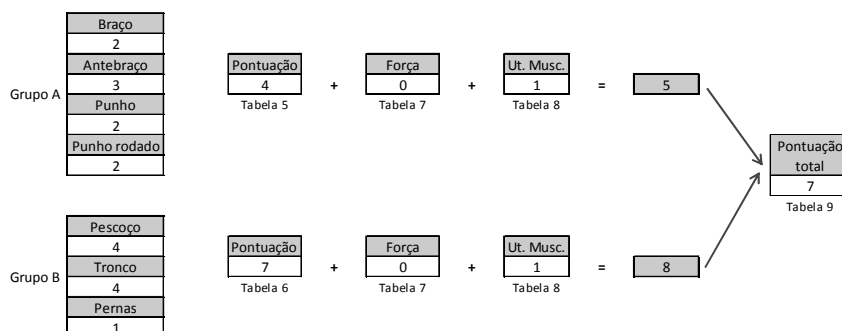 Grupo A
Braço
2
Antebraço
3
Punho
2
Punho rodado
2
Pontuação
4
Tabela 5
+
Força
0
Tabela 7
+
Ut. Musc.
1
Tabela 8
=
5
Grupo B
Pescoço
4
Tronco
4
Pernas
1
Pontuação
7
Tabela 6
+
Força
0
Tabela 7
+
Ut. Musc.
1
Tabela 8
=
8
Pontuação
total
7
Tabela 9